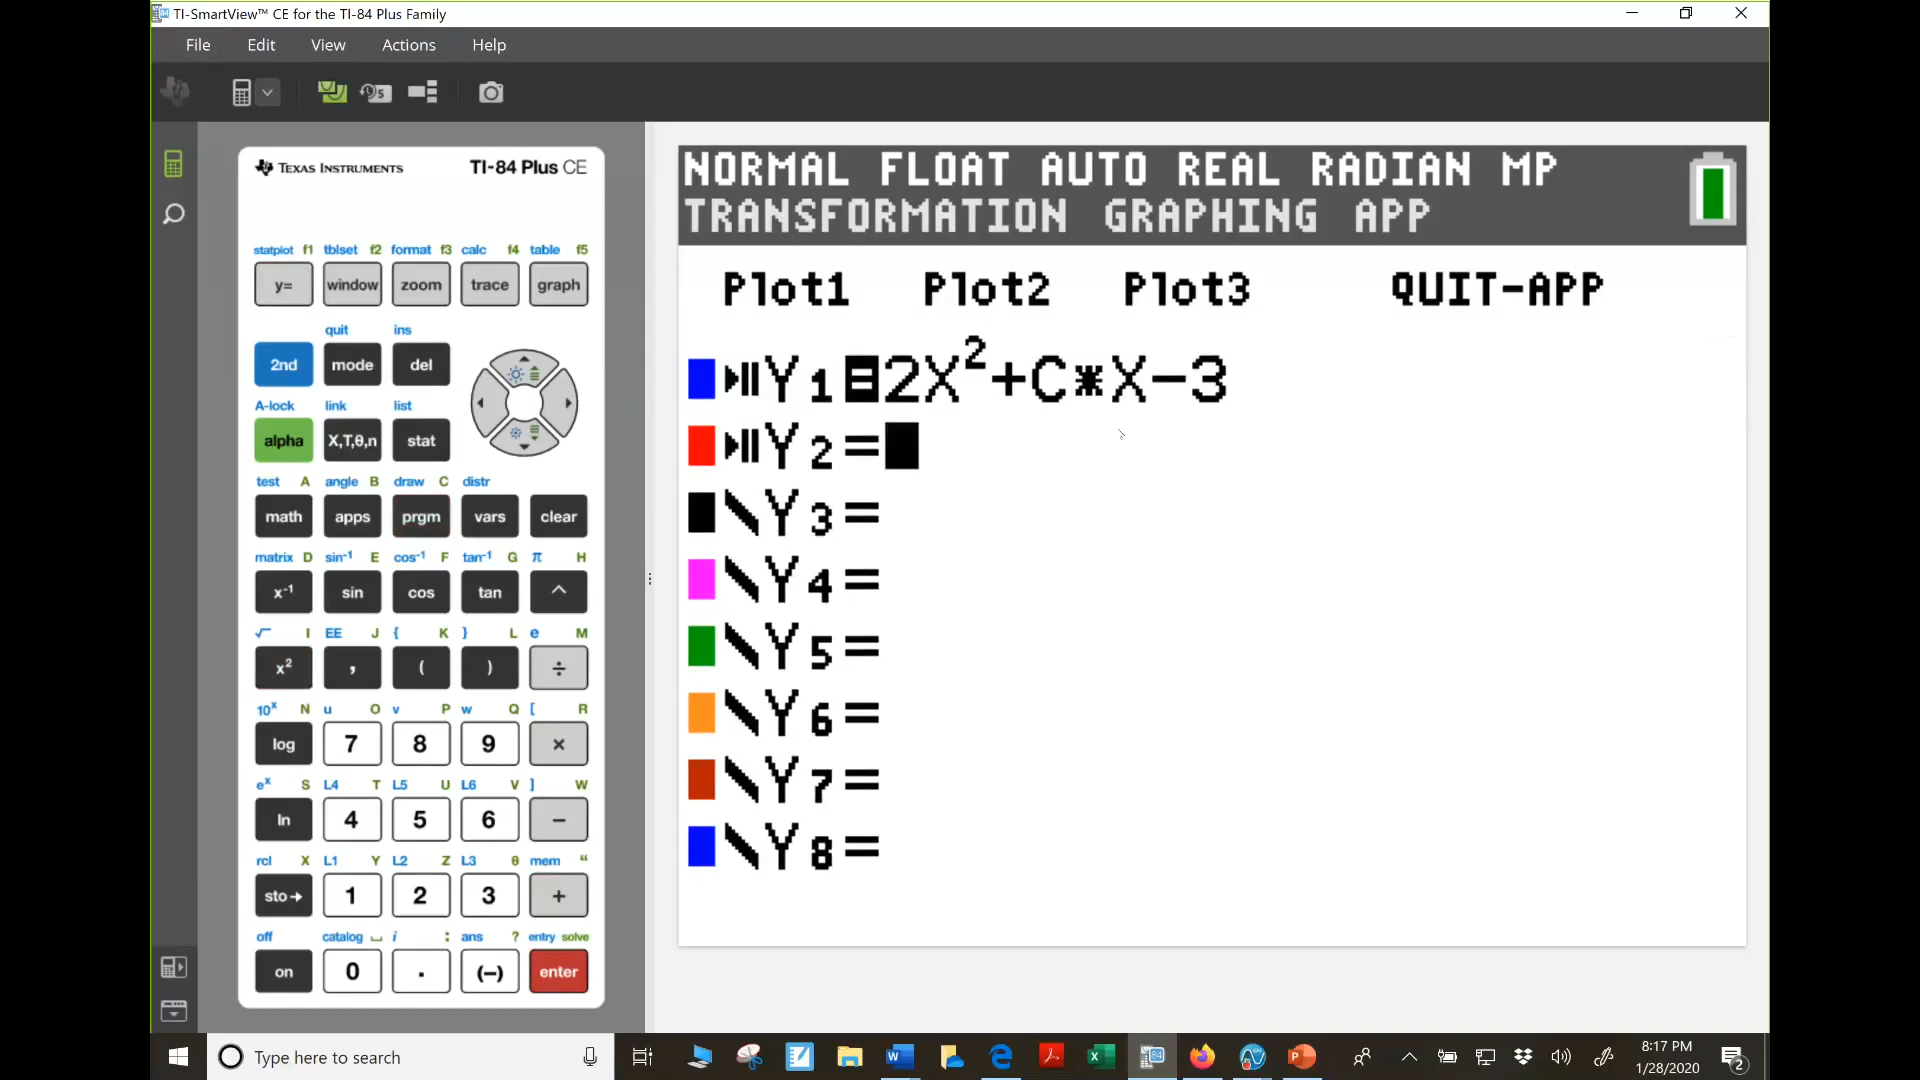 TI-SmartView™ CE for the TI-84 Plus Family
File Edit View Actions Help
TEXAS INSTRUMENTS TI-84 Plus CE
statplot f1 tblset f2 format f3 calc f4 table f5
y= window zoom trace graph
quit ins
2nd mode del
A-lock link list
alpha X,T,θ,n stat
test A angle B draw C distr
math apps prgm vars clear
matrix D sin⁻¹ E cos⁻¹ F tan⁻¹ G π H
x⁻¹ sin cos tan ^
√ I EE J { K } L e M
x² , ( ) ÷
10ˣ N u O v P w Q [ R
log 7 8 9 ×
eˣ S L4 T L5 U L6 V ] W
ln 4 5 6 −
rcl X L1 Y L2 Z L3 θ mem “
sto→ 1 2 3 +
off catalog ⎵ i : ans ? entry solve
on 0 . (−) enter
NORMAL FLOAT AUTO REAL RADIAN MP
TRANSFORMATION GRAPHING APP
Plot1 Plot2 Plot3 QUIT-APP
Y1=2X²+C*X−3
Y2=
Y3=
Y4=
Y5=
Y6=
Y7=
Y8=
Type here to search
8:17 PM
1/28/2020
2